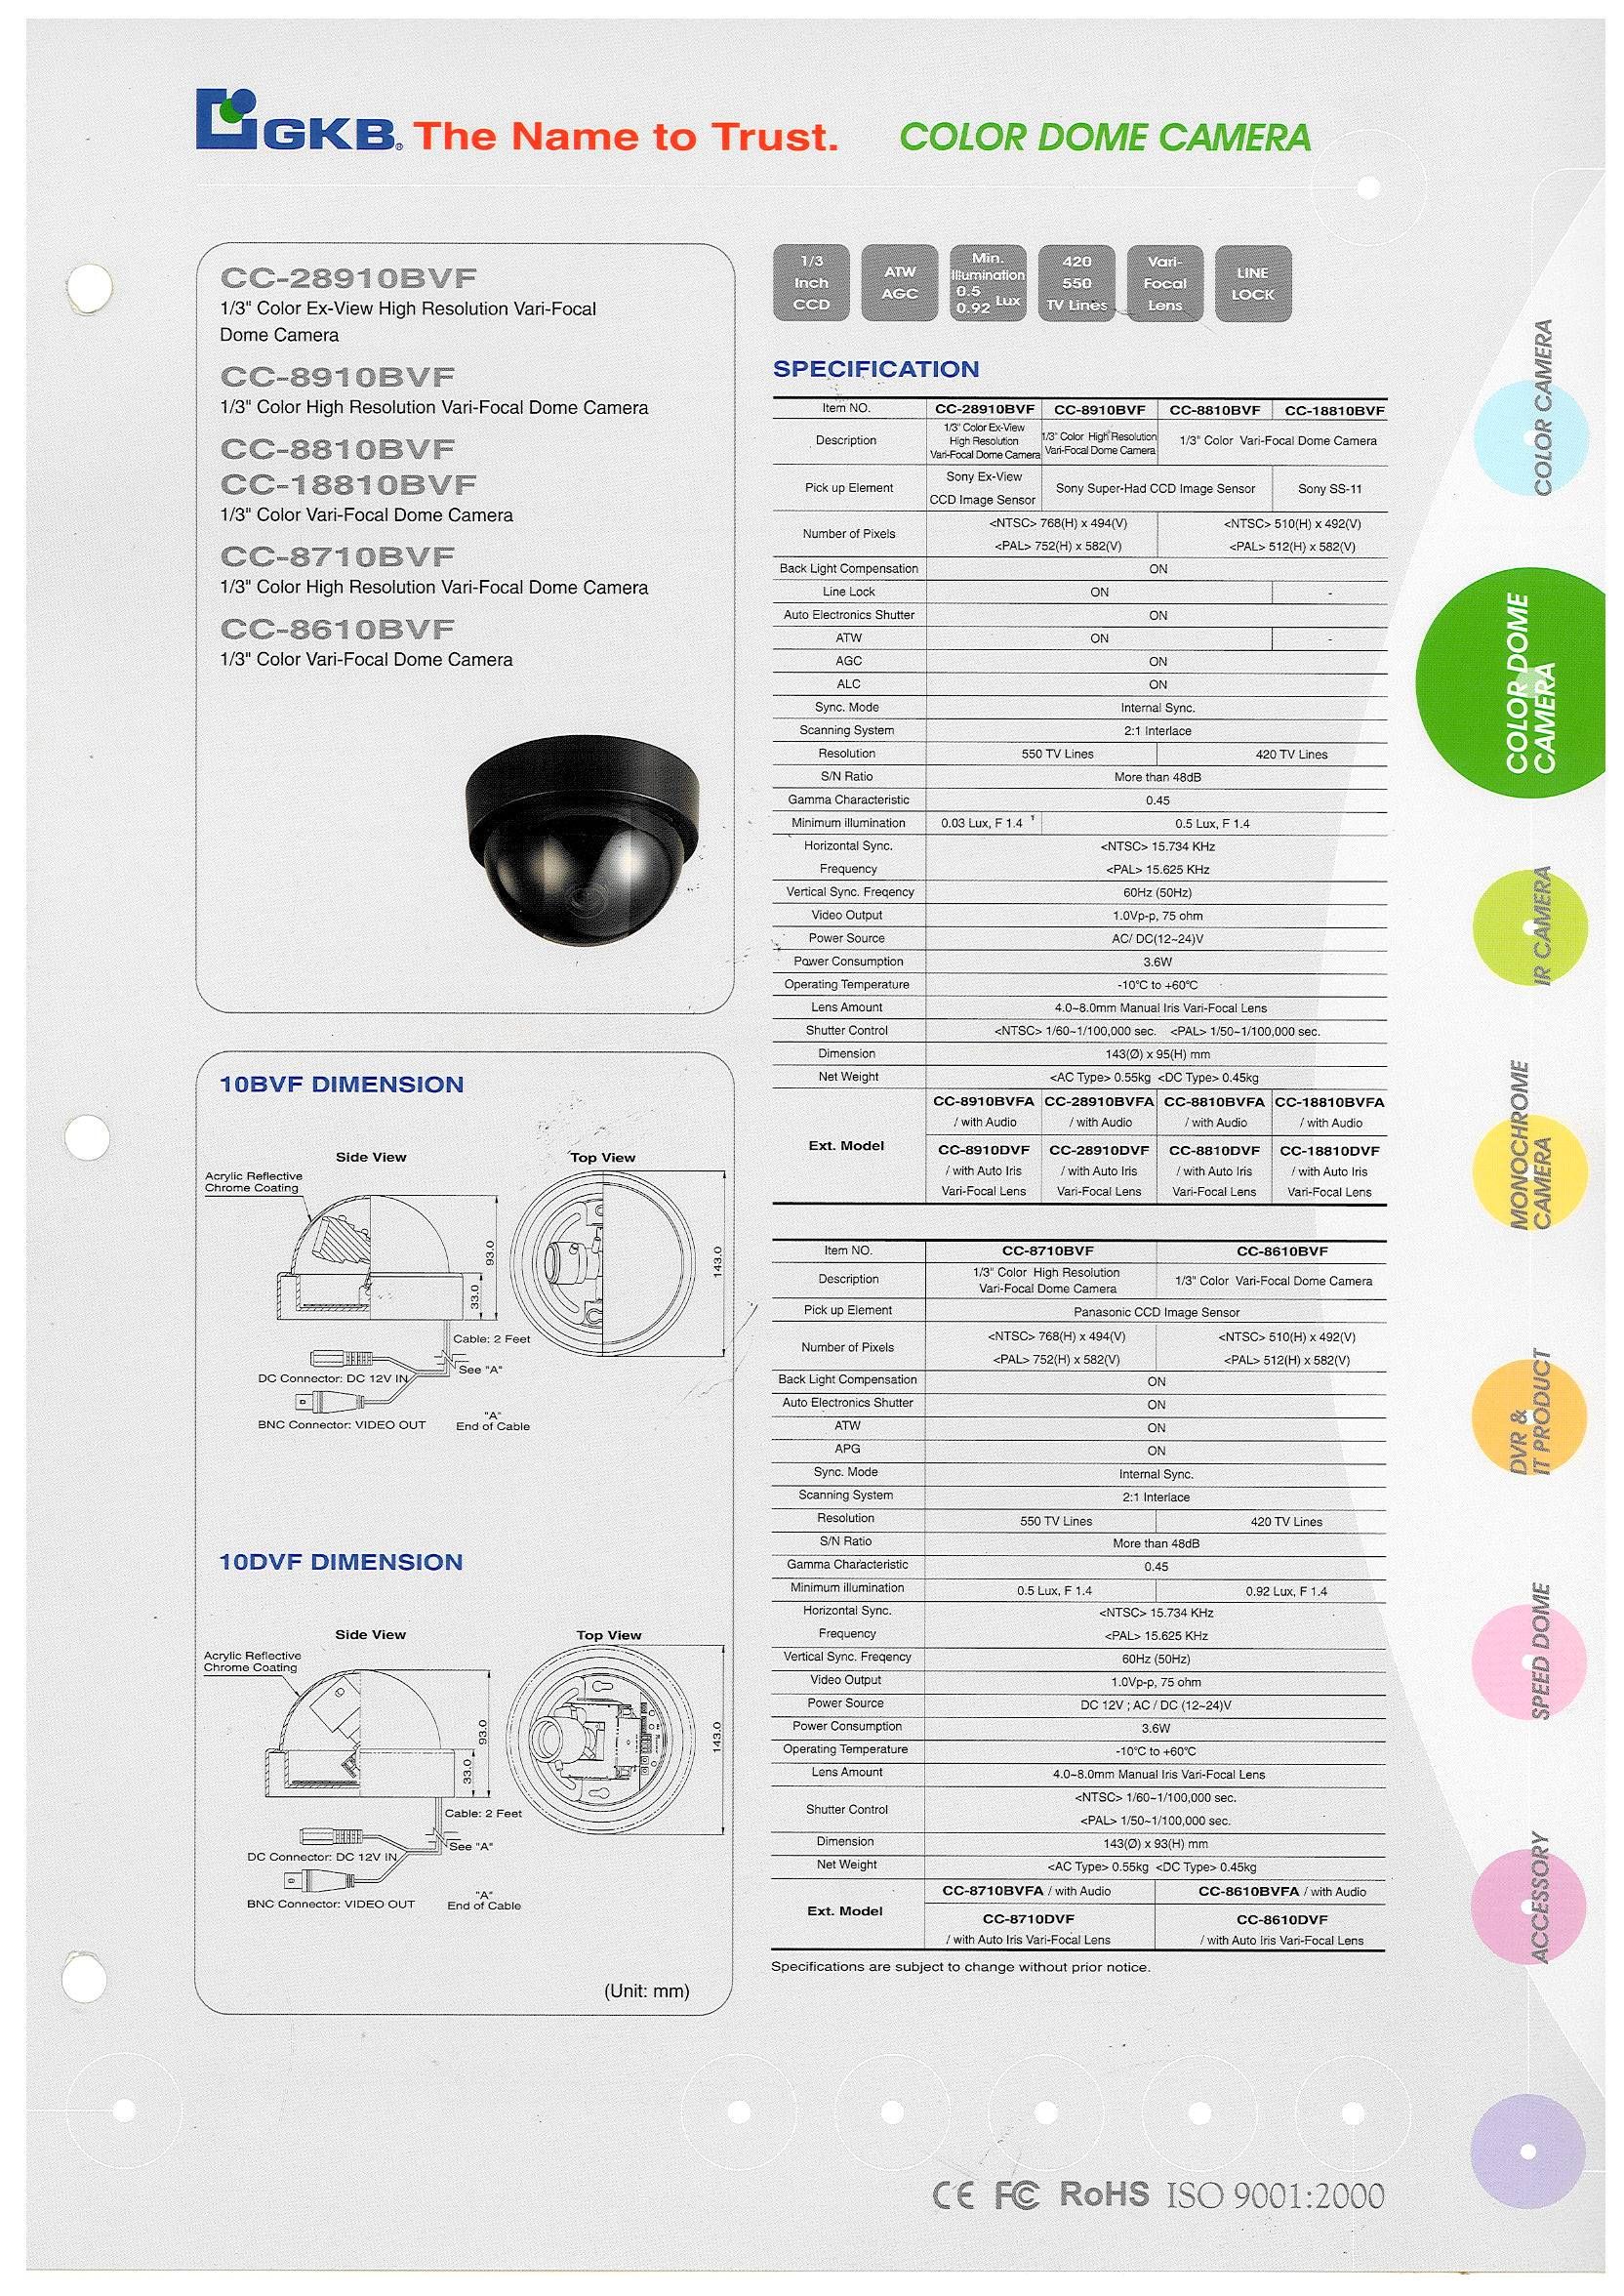 GKB® The Name to Trust. COLOR DOME CAMERA
CC-28910BVF
1/3" Color Ex-View High Resolution Vari-Focal
Dome Camera
CC-8910BVF
1/3" Color High Resolution Vari-Focal Dome Camera
CC-8810BVF
CC-18810BVF
1/3" Color Vari-Focal Dome Camera
CC-8710BVF
1/3" Color High Resolution Vari-Focal Dome Camera
CC-8610BVF
1/3" Color Vari-Focal Dome Camera
10BVF DIMENSION
Side View
Top View
Acrylic Reflective
Chrome Coating
93.0
33.0
143.0
Cable: 2 Feet
See "A"
DC Connector: DC 12V IN
BNC Connector: VIDEO OUT
"A"
End of Cable
10DVF DIMENSION
Side View
Top View
Acrylic Reflective
Chrome Coating
93.0
33.0
143.0
Cable: 2 Feet
See "A"
DC Connector: DC 12V IN
BNC Connector: VIDEO OUT
"A"
End of Cable
(Unit: mm)
1/3
Inch
CCD
ATW
AGC
Min.
Illumination
0.5
0.92 Lux
420
550
TV Lines
Vari-
Focal
Lens
LINE
LOCK
SPECIFICATION
Item NO. CC-28910BVF CC-8910BVF CC-8810BVF CC-18810BVF
Description 1/3" Color Ex-View High Resolution Vari-Focal Dome Camera 1/3" Color High Resolution Vari-Focal Dome Camera 1/3" Color Vari-Focal Dome Camera
Pick up Element Sony Ex-View CCD Image Sensor Sony Super-Had CCD Image Sensor Sony SS-11
Number of Pixels <NTSC> 768(H) x 494(V) <NTSC> 510(H) x 492(V)
<PAL> 752(H) x 582(V) <PAL> 512(H) x 582(V)
Back Light Compensation ON
Line Lock ON -
Auto Electronics Shutter ON
ATW ON -
AGC ON
ALC ON
Sync. Mode Internal Sync.
Scanning System 2:1 Interlace
Resolution 550 TV Lines 420 TV Lines
S/N Ratio More than 48dB
Gamma Characteristic 0.45
Minimum illumination 0.03 Lux, F 1.4 0.5 Lux, F 1.4
Horizontal Sync. <NTSC> 15.734 KHz
Frequency <PAL> 15.625 KHz
Vertical Sync. Freqency 60Hz (50Hz)
Video Output 1.0Vp-p, 75 ohm
Power Source AC/ DC(12~24)V
Power Consumption 3.6W
Operating Temperature -10°C to +60°C
Lens Amount 4.0~8.0mm Manual Iris Vari-Focal Lens
Shutter Control <NTSC> 1/60~1/100,000 sec. <PAL> 1/50~1/100,000 sec.
Dimension 143(Ø) x 95(H) mm
Net Weight <AC Type> 0.55kg <DC Type> 0.45kg
Ext. Model
CC-8910BVFA CC-28910BVFA CC-8810BVFA CC-18810BVFA
/ with Audio / with Audio / with Audio / with Audio
CC-8910DVF CC-28910DVF CC-8810DVF CC-18810DVF
/ with Auto Iris / with Auto Iris / with Auto Iris / with Auto Iris
Vari-Focal Lens Vari-Focal Lens Vari-Focal Lens Vari-Focal Lens
Item NO. CC-8710BVF CC-8610BVF
Description 1/3" Color High Resolution Vari-Focal Dome Camera 1/3" Color Vari-Focal Dome Camera
Pick up Element Panasonic CCD Image Sensor
Number of Pixels <NTSC> 768(H) x 494(V) <NTSC> 510(H) x 492(V)
<PAL> 752(H) x 582(V) <PAL> 512(H) x 582(V)
Back Light Compensation ON
Auto Electronics Shutter ON
ATW ON
APG ON
Sync. Mode Internal Sync.
Scanning System 2:1 Interlace
Resolution 550 TV Lines 420 TV Lines
S/N Ratio More than 48dB
Gamma Characteristic 0.45
Minimum illumination 0.5 Lux, F 1.4 0.92 Lux, F 1.4
Horizontal Sync. <NTSC> 15.734 KHz
Frequency <PAL> 15.625 KHz
Vertical Sync. Freqency 60Hz (50Hz)
Video Output 1.0Vp-p, 75 ohm
Power Source DC 12V ; AC / DC (12~24)V
Power Consumption 3.6W
Operating Temperature -10°C to +60°C
Lens Amount 4.0~8.0mm Manual Iris Vari-Focal Lens
Shutter Control <NTSC> 1/60~1/100,000 sec.
<PAL> 1/50~1/100,000 sec.
Dimension 143(Ø) x 93(H) mm
Net Weight <AC Type> 0.55kg <DC Type> 0.45kg
Ext. Model
CC-8710BVFA / with Audio CC-8610BVFA / with Audio
CC-8710DVF CC-8610DVF
/ with Auto Iris Vari-Focal Lens / with Auto Iris Vari-Focal Lens
Specifications are subject to change without prior notice.
COLOR CAMERA
COLOR DOME
CAMERA
IR CAMERA
MONOCHROME
CAMERA
DVR &
IT PRODUCT
SPEED DOME
ACCESSORY
CE FC RoHS ISO 9001:2000